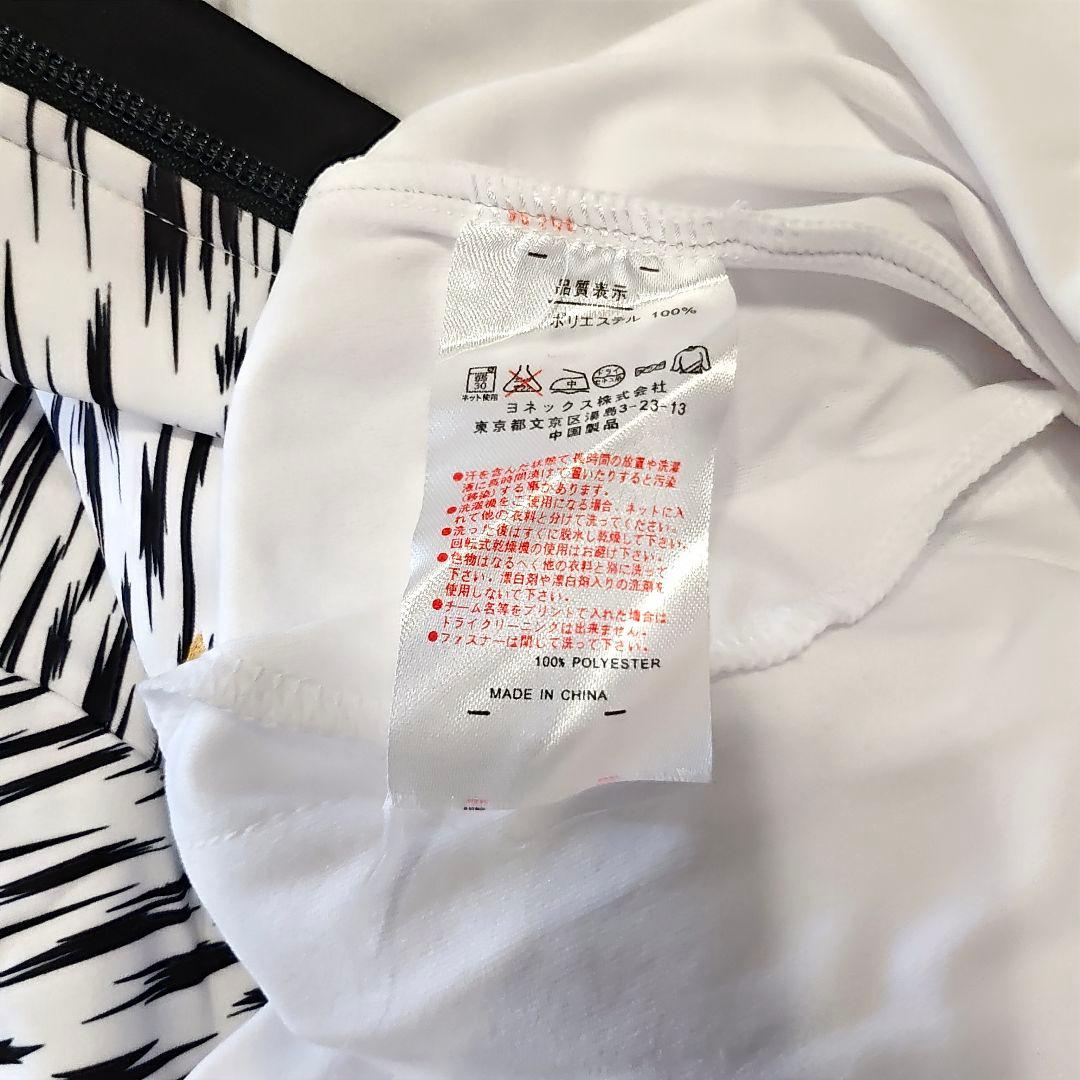 品質表示
ポリエステル 100%
30
中
ドライ
ネット使用
ヨネックス株式会社
東京都文京区湯島3-23-13
中国製品
●汗を含んだ状態で長時間の放置や洗濯
液に長時間漬けて置いたりすると汚染
(移染)する事があります。
●洗濯機をご使用になる場合、ネットに入
れて他の衣料と分けて洗ってください。
●洗った後はすぐに脱水し乾燥して下さい。
回転式乾燥機の使用はお避け下さい。
●色物はなるべく他の衣料と別に洗って
下さい。漂白剤や漂白剤入りの洗剤を
使用しないで下さい。
●チーム名等をプリントで入れた場合は
ドライクリーニングは出来ません。
●ファスナーは閉じて洗って下さい。
100% POLYESTER
MADE IN CHINA